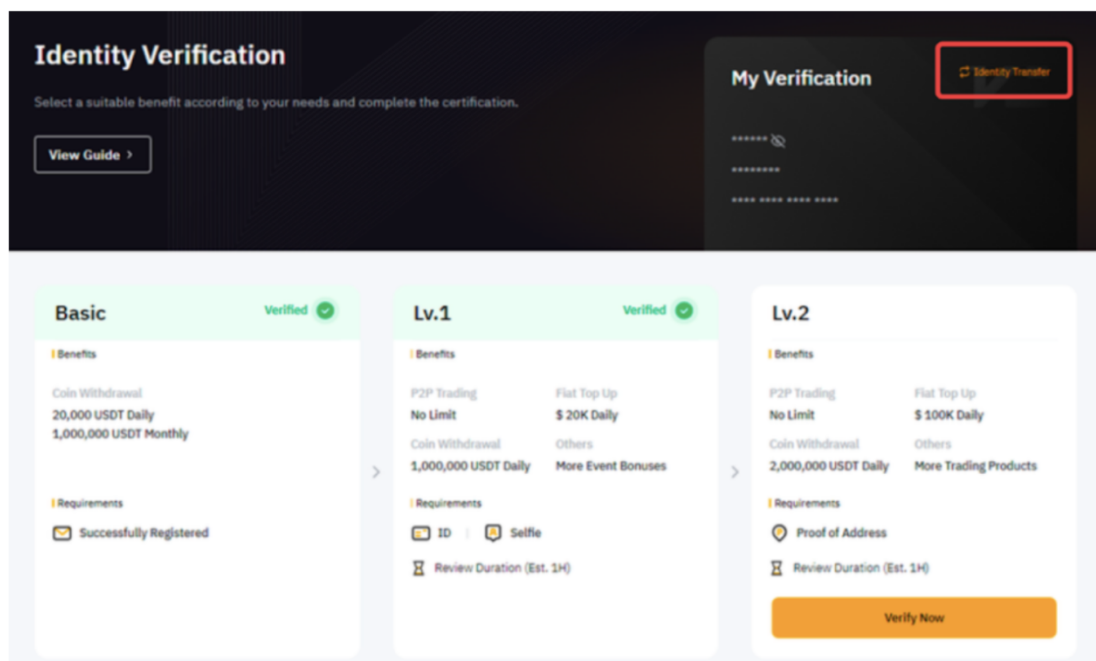 Identity Verification
Select a suitable benefit according to your needs and complete the certification.
View Guide >
My Verification
Identity Transfer
******
********
**** **** **** ****
Basic
Verified
Benefits
Coin Withdrawal
20,000 USDT Daily
1,000,000 USDT Monthly
Requirements
Successfully Registered
Lv.1
Verified
Benefits
P2P Trading
Fiat Top Up
No Limit
$ 20K Daily
Coin Withdrawal
Others
1,000,000 USDT Daily
More Event Bonuses
Requirements
ID
Selfie
Review Duration (Est. 1H)
Lv.2
Benefits
P2P Trading
Fiat Top Up
No Limit
$ 100K Daily
Coin Withdrawal
Others
2,000,000 USDT Daily
More Trading Products
Requirements
Proof of Address
Review Duration (Est. 1H)
Verify Now